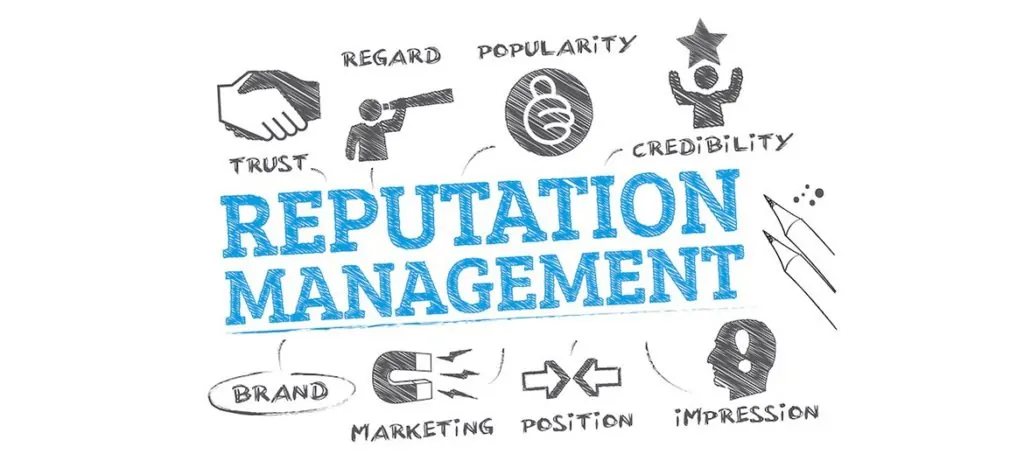 REGARD
POPULARITY
TRUST
CREDiBiLiTY
REPUTATION
MANAGEMENT
BRAND
MARKETiNG
POSiTiON
iMPRESSiON